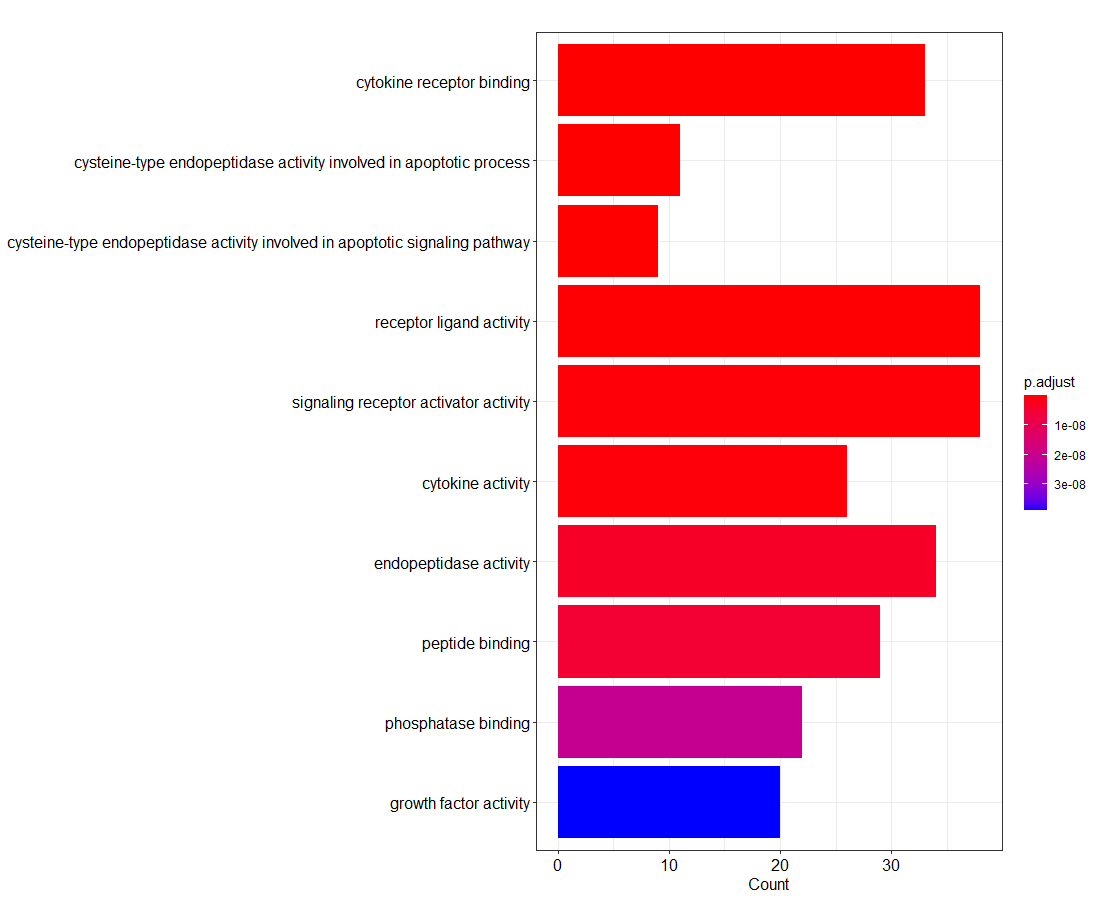 cytokine receptor binding
cysteine-type endopeptidase activity involved in apoptotic process
cysteine-type endopeptidase activity involved in apoptotic signaling pathway
receptor ligand activity
signaling receptor activator activity
cytokine activity
endopeptidase activity
peptide binding
phosphatase binding
growth factor activity
0 10 20 30
Count
p.adjust
1e-08
2e-08
3e-08